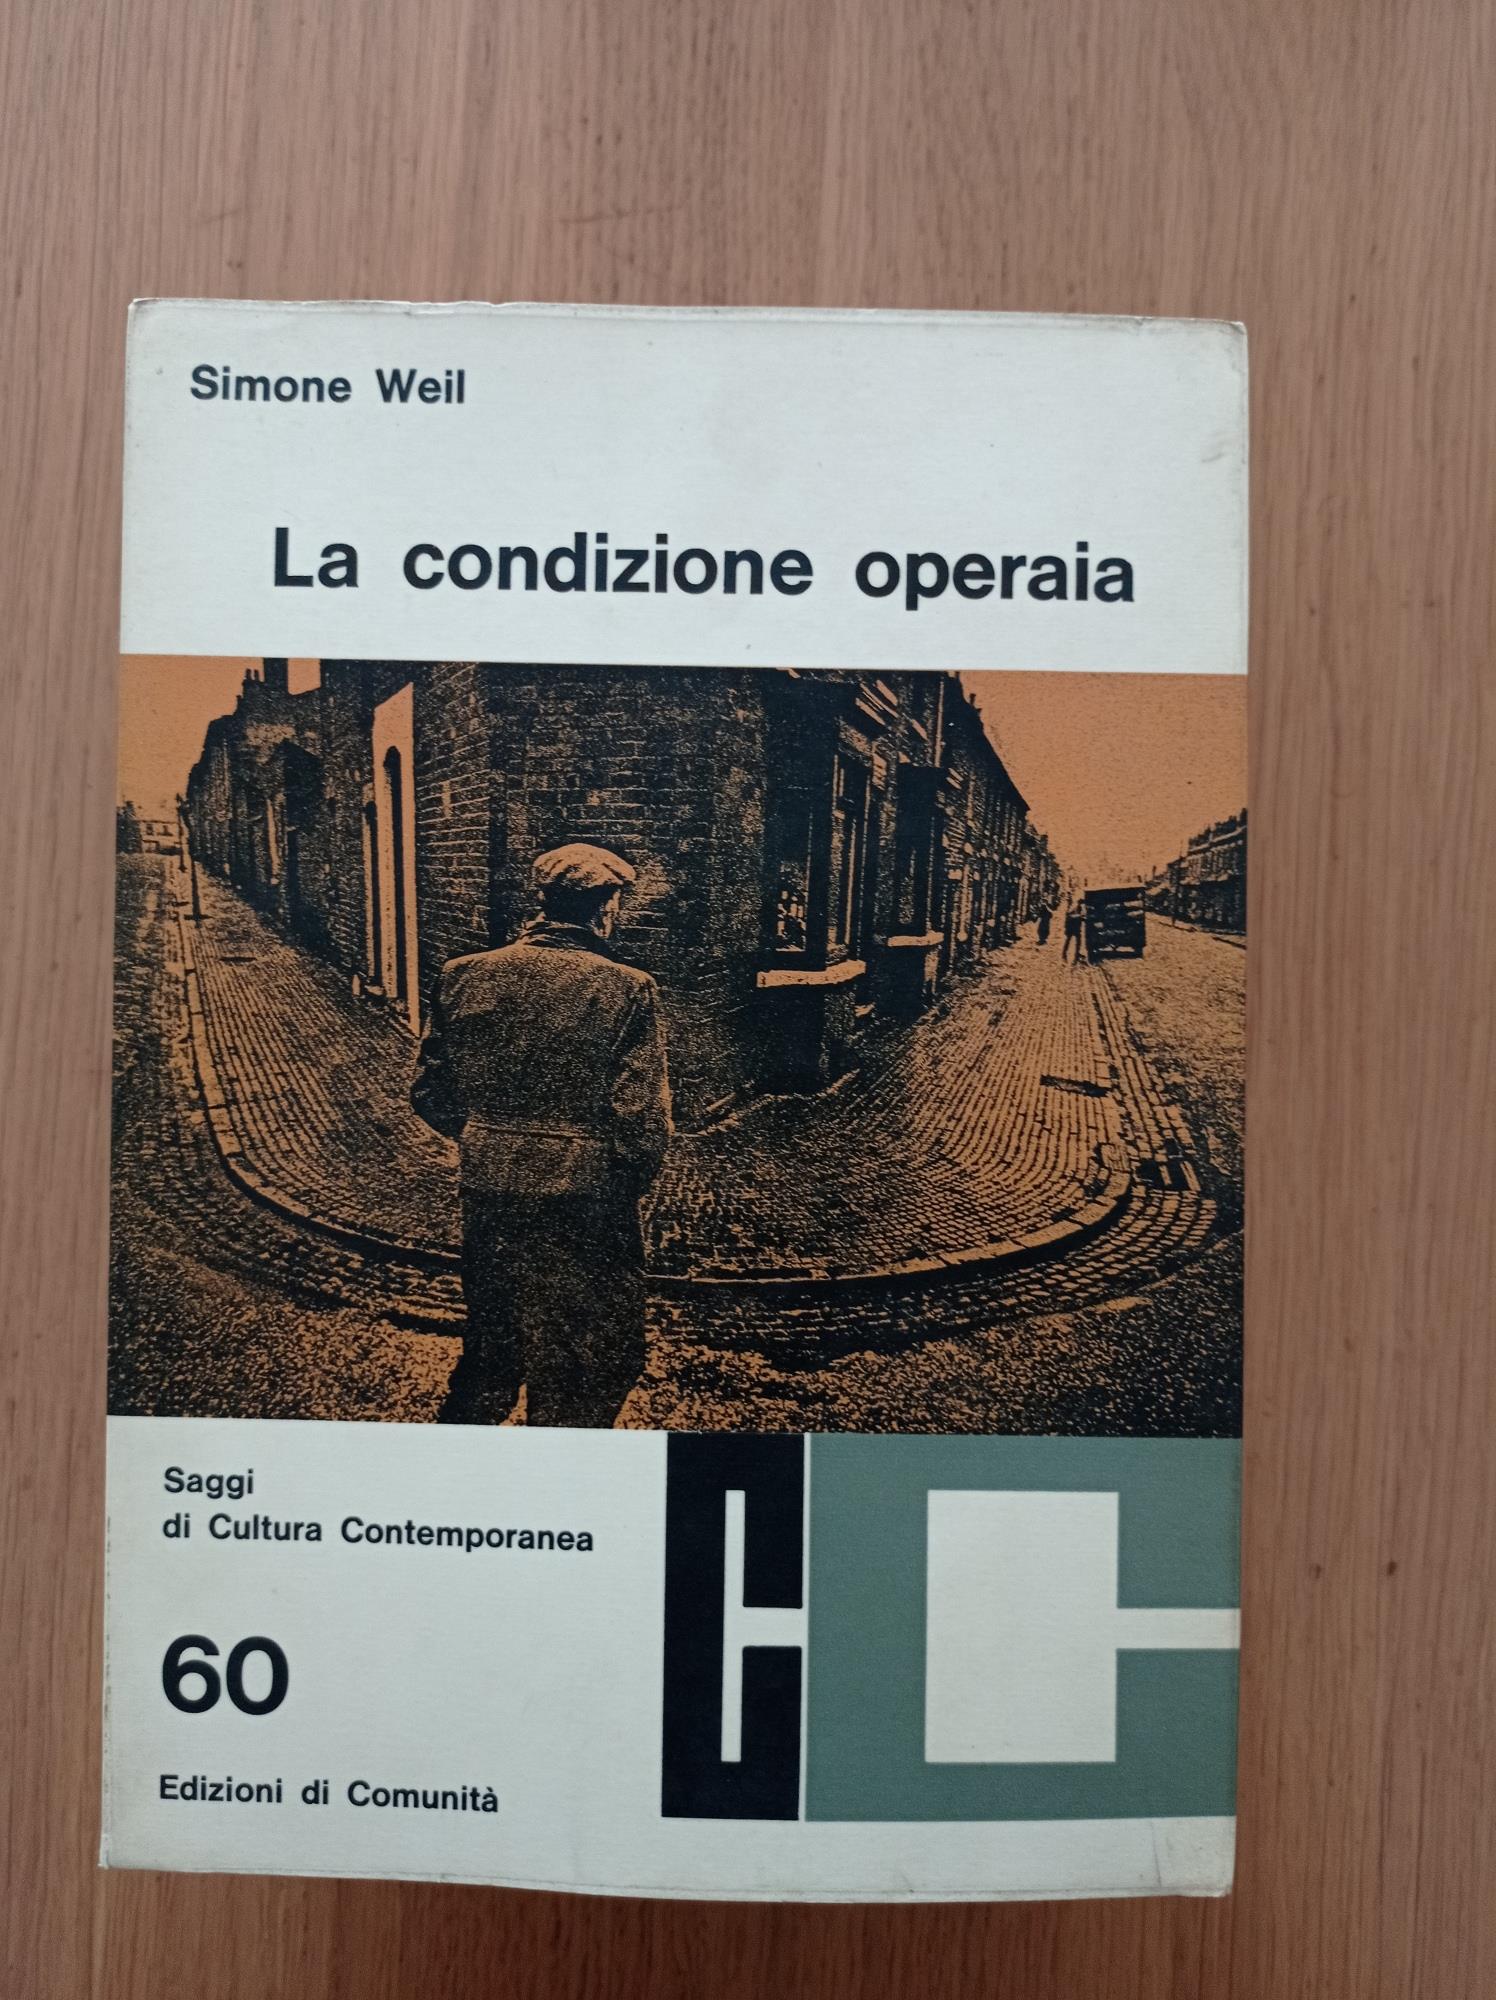 Simone Weil
La condizione operaia
Saggi
di Cultura Contemporanea
60
Edizioni di Comunità